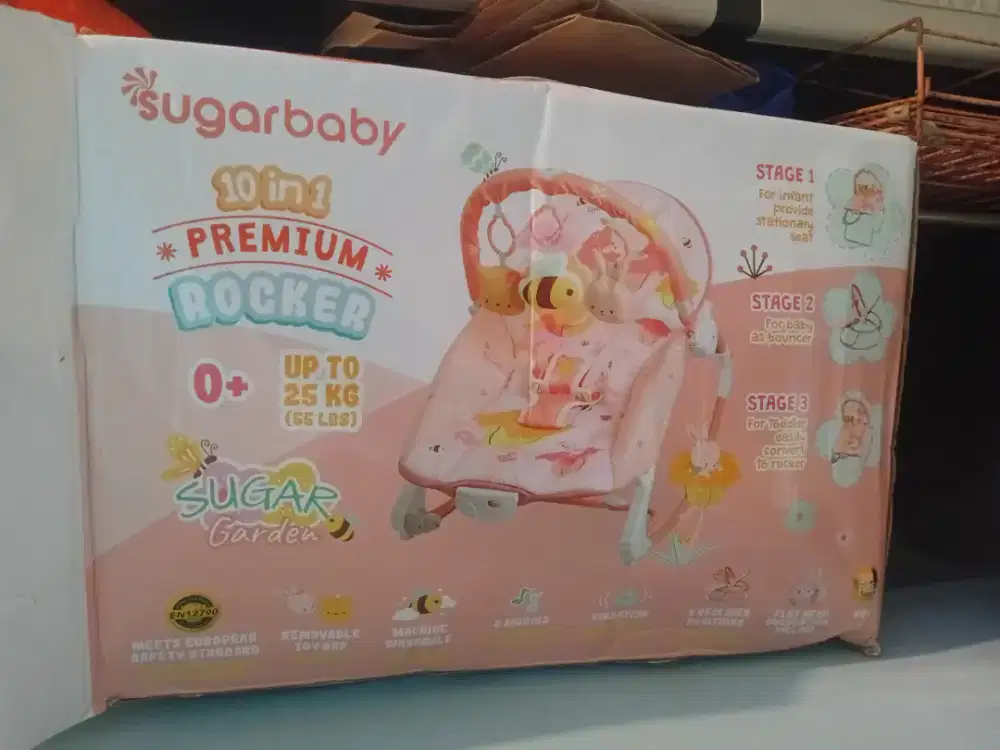 sugarbaby
10 in 1
PREMIUM
ROCKER
0+
UP TO
25 KG
(55 LBS)
SUGAR
Garden
STAGE 1
For infant
provide
stationary
seat
STAGE 2
For baby
as bouncer
STAGE 3
For toddler
easily
convert
to rocker
EN12790
MEETS EUROPEAN
SAFETY STANDARD
REMOVABLE
TOY BAR
MACHINE
WASHABLE
VIBRATION